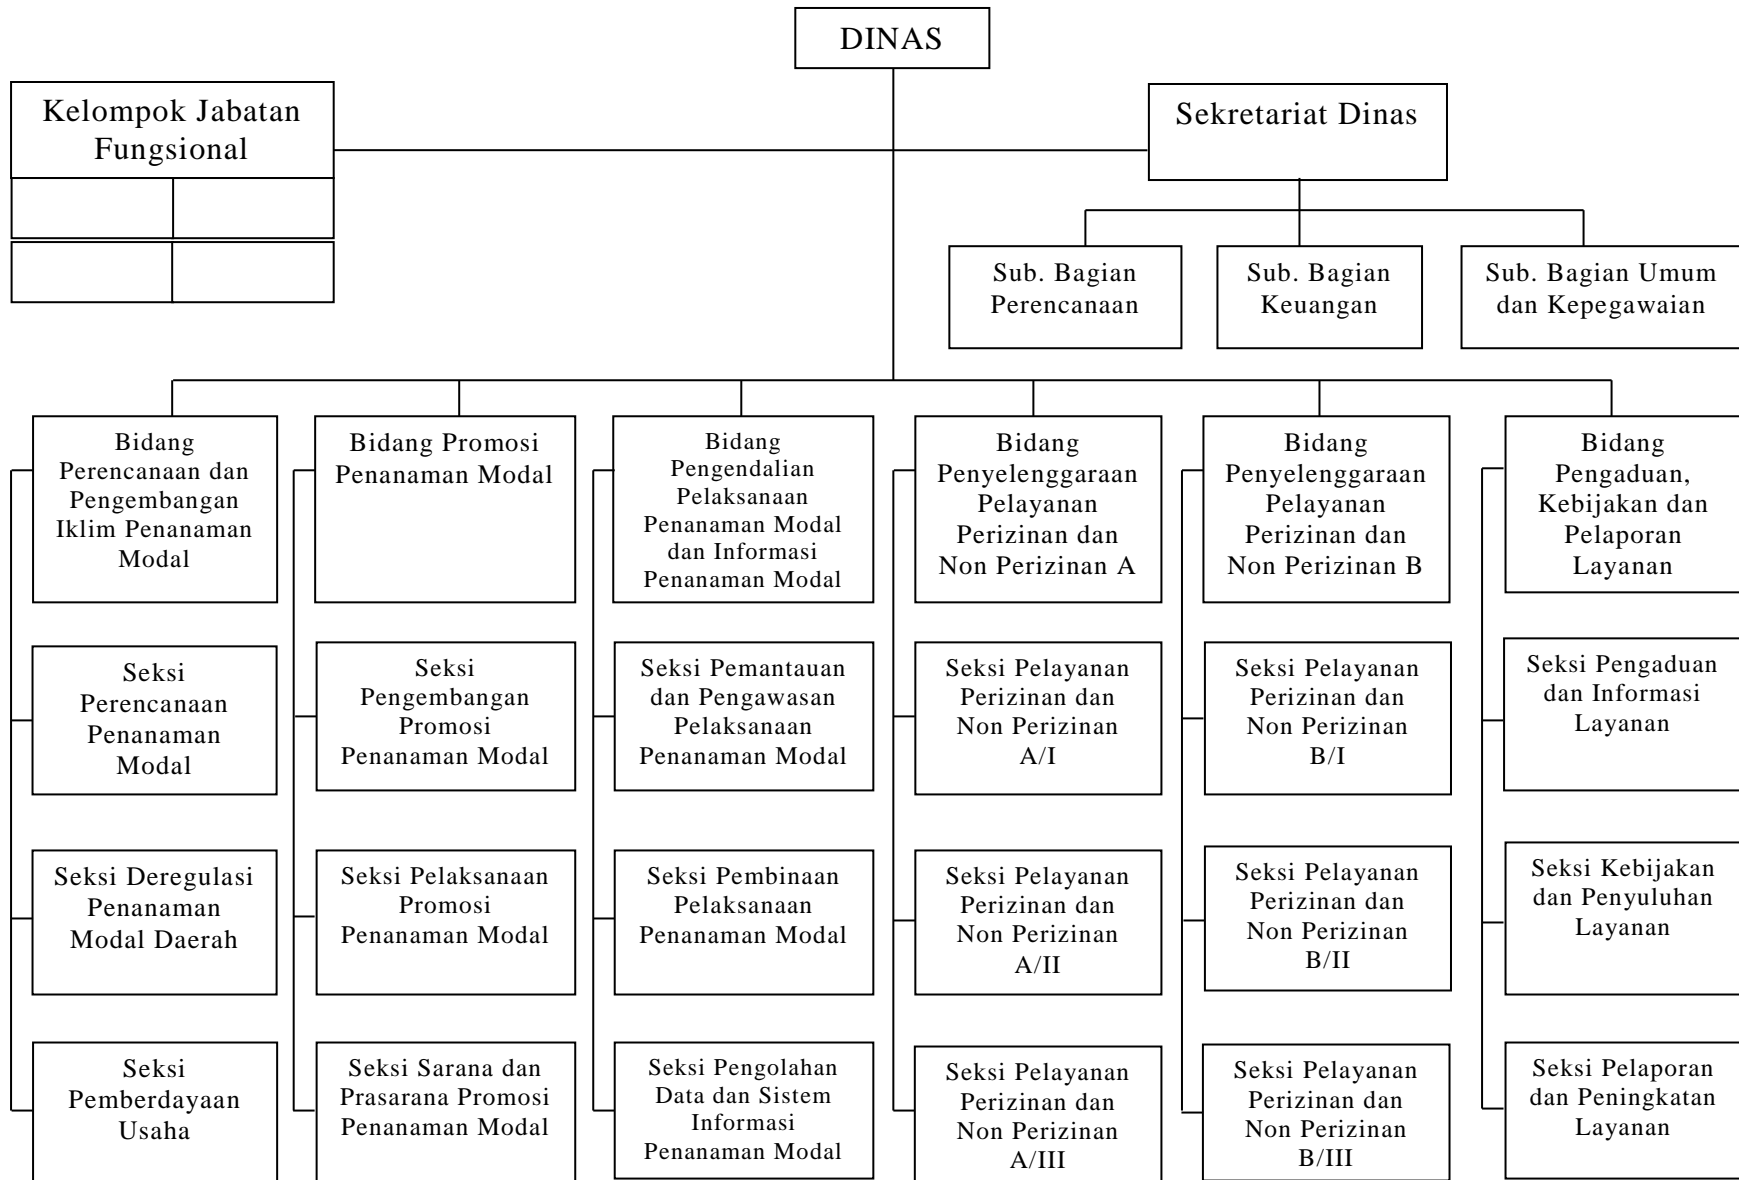 DINAS
Kelompok Jabatan
Fungsional
Sekretariat Dinas
Sub. Bagian
Perencanaan
Sub. Bagian
Keuangan
Sub. Bagian Umum
dan Kepegawaian
Bidang
Perencanaan dan
Pengembangan
Iklim Penanaman
Modal
Bidang Promosi
Penanaman Modal
Bidang
Pengendalian
Pelaksanaan
Penanaman Modal
dan Informasi
Penanaman Modal
Bidang
Penyelenggaraan
Pelayanan
Perizinan dan
Non Perizinan A
Bidang
Penyelenggaraan
Pelayanan
Perizinan dan
Non Perizinan B
Bidang
Pengaduan,
Kebijakan dan
Pelaporan
Layanan
Seksi
Perencanaan
Penanaman
Modal
Seksi
Pengembangan
Promosi
Penanaman Modal
Seksi Pemantauan
dan Pengawasan
Pelaksanaan
Penanaman Modal
Seksi Pelayanan
Perizinan dan
Non Perizinan
A/I
Seksi Pelayanan
Perizinan dan
Non Perizinan
B/I
Seksi Pengaduan
dan Informasi
Layanan
Seksi Deregulasi
Penanaman
Modal Daerah
Seksi Pelaksanaan
Promosi
Penanaman Modal
Seksi Pembinaan
Pelaksanaan
Penanaman Modal
Seksi Pelayanan
Perizinan dan
Non Perizinan
A/II
Seksi Pelayanan
Perizinan dan
Non Perizinan
B/II
Seksi Kebijakan
dan Penyuluhan
Layanan
Seksi
Pemberdayaan
Usaha
Seksi Sarana dan
Prasarana Promosi
Penanaman Modal
Seksi Pengolahan
Data dan Sistem
Informasi
Penanaman Modal
Seksi Pelayanan
Perizinan dan
Non Perizinan
A/III
Seksi Pelayanan
Perizinan dan
Non Perizinan
B/III
Seksi Pelaporan
dan Peningkatan
Layanan